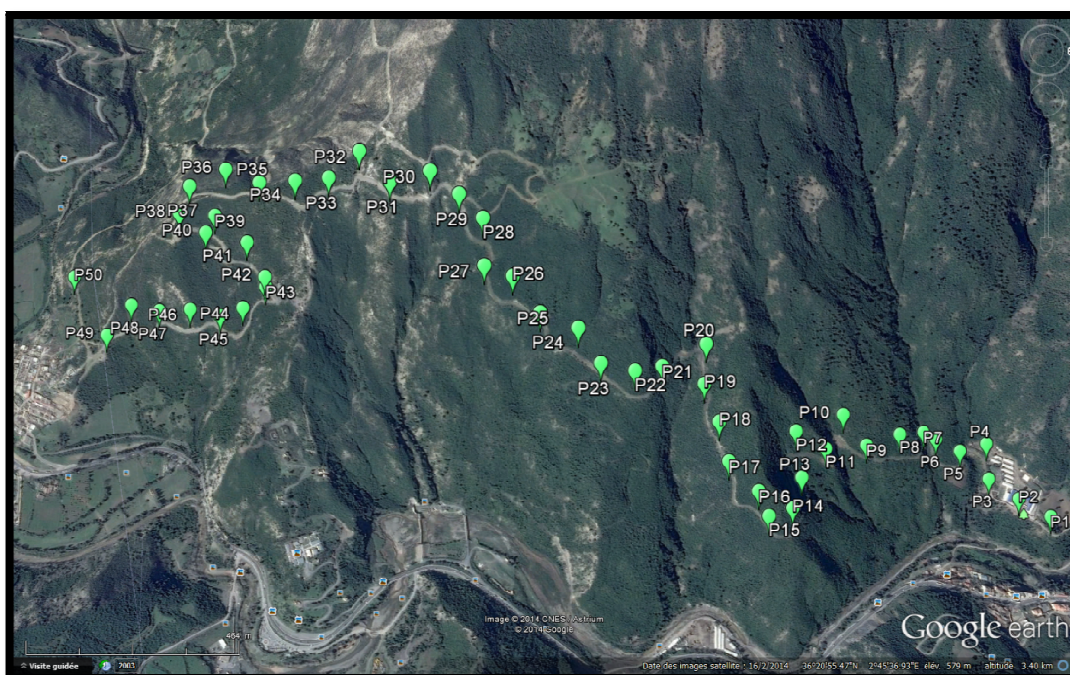 P32
P36
P35
P30
P34
P33
P31
P38
P37
P39
P29
P40
P28
P41
P42
P27
P26
P50
P43
P46
P44
P25
P49
P48
P47
P45
P24
P20
P23
P22
P21
P19
P18
P10
P12
P7
P4
P11
P9
P8
P6
P5
P17
P13
P16
P14
P3
P2
P15
P1
Image © 2014 CNES / Astrium
© 2014 Google
Google earth
464 m
Visite guidée
2003
Date des images satellite : 16/2/2014 36°20'55.47"N 2°45'36.93"E élév. 579 m altitude 3.40 km